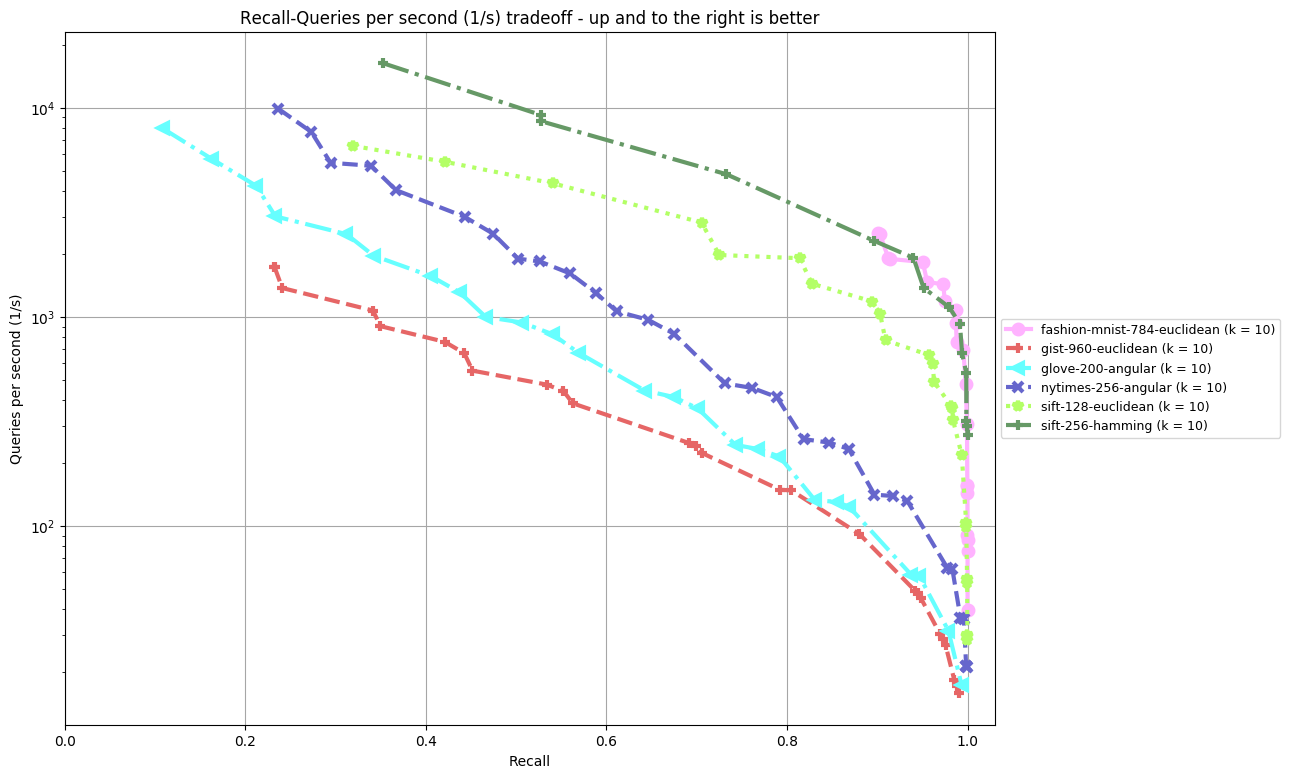 Recall-Queries per second (1/s) tradeoff - up and to the right is better
Queries per second (1/s)
10⁴
10³
10²
0.0 0.2 0.4 0.6 0.8 1.0
Recall
fashion-mnist-784-euclidean (k = 10)
gist-960-euclidean (k = 10)
glove-200-angular (k = 10)
nytimes-256-angular (k = 10)
sift-128-euclidean (k = 10)
sift-256-hamming (k = 10)